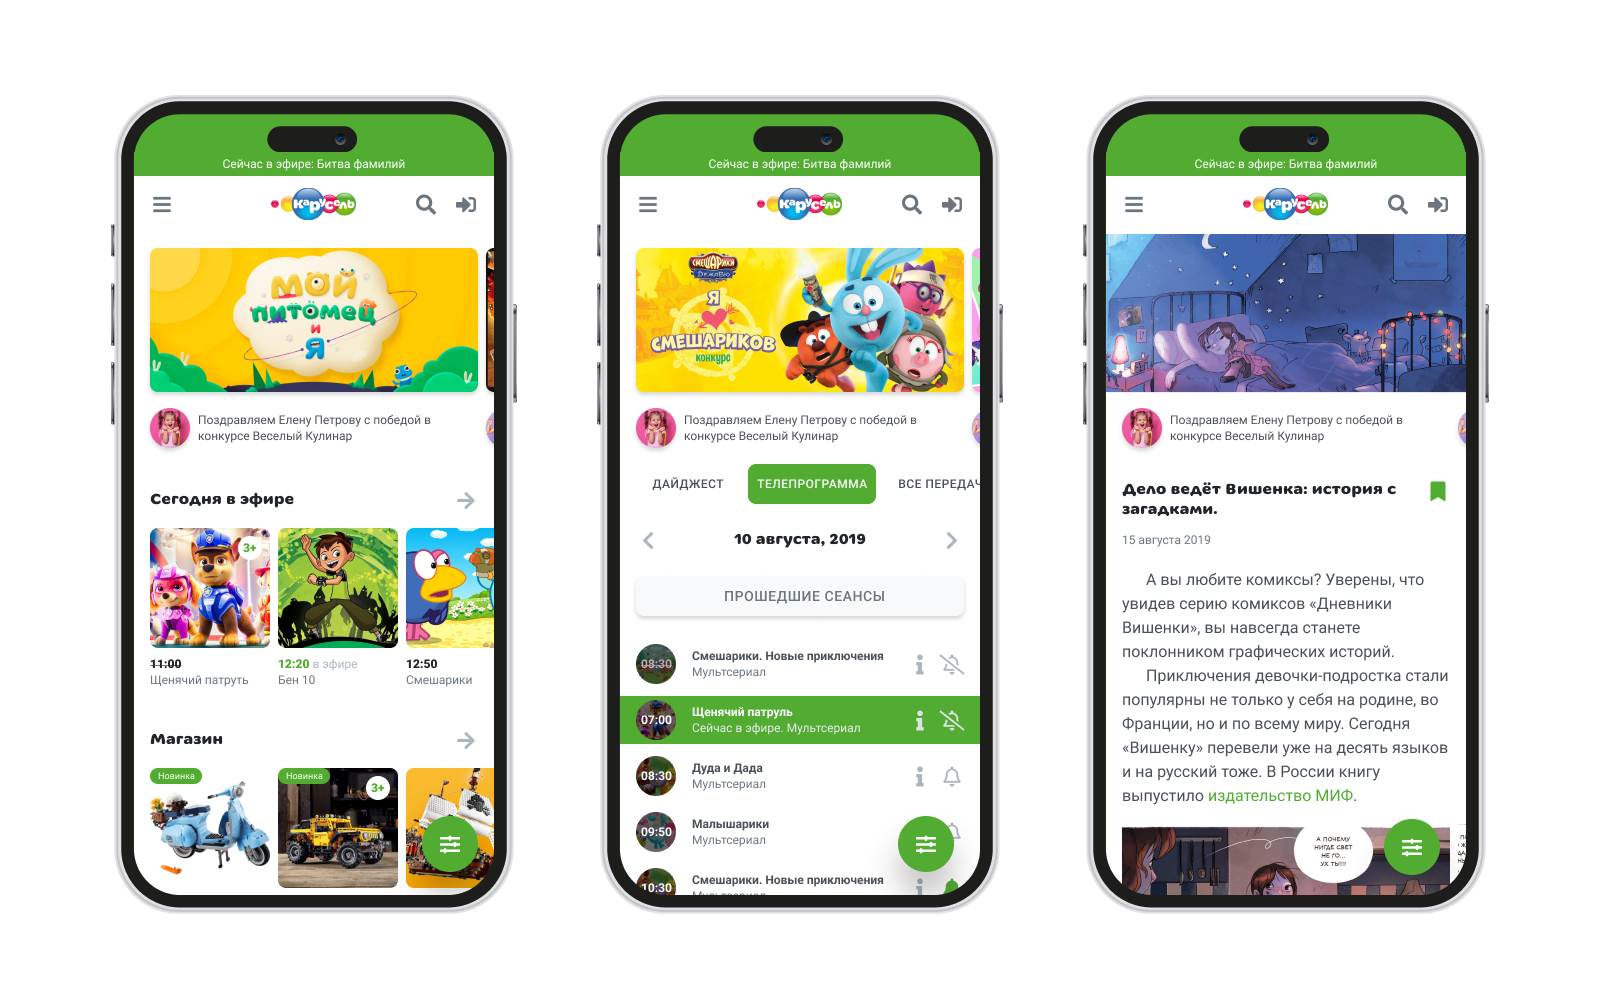 Сейчас в эфире: Битва фамилий
Карусель
МОЙ
питомец
и
Я
Поздравляем Елену Петрову с победой в
конкурсе Веселый Кулинар
Сегодня в эфире
3+
11:00
Щенячий патруть
12:20 в эфире
Бен 10
12:50
Смешарики
Магазин
Новинка
Новинка
3+
Сейчас в эфире: Битва фамилий
Карусель
СМЕШАРИКИ
ДЕЖАВЮ
Я
СМЕШАРИКОВ
конкурс
Поздравляем Елену Петрову с победой в
конкурсе Веселый Кулинар
ДАЙДЖЕСТ ТЕЛЕПРОГРАММА ВСЕ ПЕРЕДАЧ
10 августа, 2019
ПРОШЕДШИЕ СЕАНСЫ
08:30 Смешарики. Новые приключения
Мультсериал
07:00 Щенячий патруль
Сейчас в эфире. Мультсериал
08:30 Дуда и Дада
Мультсериал
09:50 Малышарики
Мультсериал
10:30 Смешарики. Новые приключения
Мультсериал
Сейчас в эфире: Битва фамилий
Карусель
Поздравляем Елену Петрову с победой в
конкурсе Веселый Кулинар
Дело ведёт Вишенка: история с
загадками.
15 августа 2019
А вы любите комиксы? Уверены, что
увидев серию комиксов «Дневники
Вишенки», вы навсегда станете
поклонником графических историй.
Приключения девочки-подростка стали
популярны не только у себя на родине, во
Франции, но и по всему миру. Сегодня
«Вишенку» перевели уже на десять языков
и на русский тоже. В России книгу
выпустило издательство МИФ.
А ПОЧЕМУ
НИГДЕ СВЕТ
НЕ ГО...
УХ ТЫ!!!